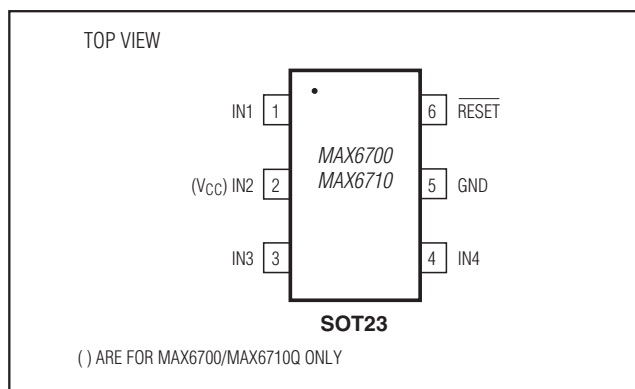 TOP VIEW
IN1 1
6 RESET
MAX6700
MAX6710
(VCC) IN2 2
5 GND
IN3 3
4 IN4
SOT23
( ) ARE FOR MAX6700/MAX6710Q ONLY